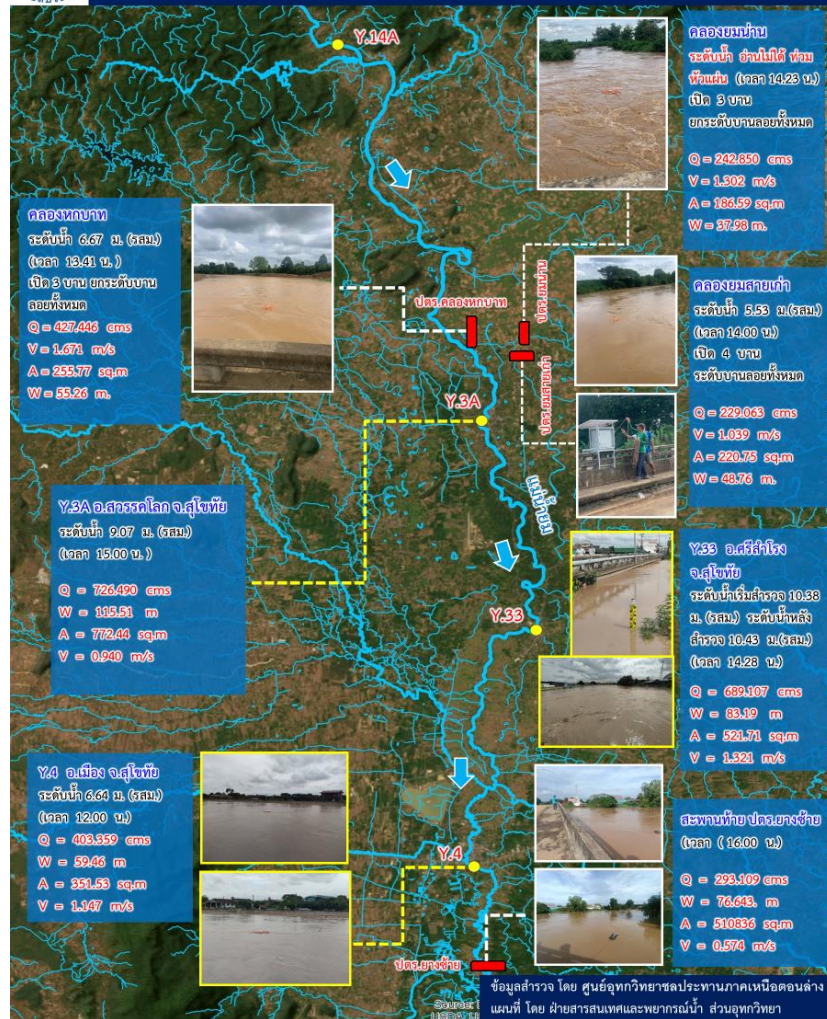 Y.14A
คลองยมน่าน
ระดับน้ำ อ่านไม่ได้ ท่วม
หัวแผ่น (เวลา 14.23 น.)
เปิด 3 บาน
ยกระดับบานลอยทั้งหมด
Q = 242.850 cms
V = 1.302 m/s
A = 186.59 sq.m
W = 37.98 m.
คลองหกบาท
ระดับน้ำ 6.67 ม. (รสม.)
(เวลา 13.41 น. )
เปิด 3 บาน ยกระดับบาน
ลอยทั้งหมด
Q = 427.446 cms
V = 1.671 m/s
A = 255.77 sq.m
W = 55.26 m.
ปตร.คลองหกบาท
ปตร.ยมน่าน
ปตร.ยมสายเก่า
คลองยมสายเก่า
ระดับน้ำ 5.53 ม.(รสม.)
(เวลา 14.00 น.)
เปิด 4 บาน
ระดับบานลอยทั้งหมด
Q = 229.063 cms
V = 1.039 m/s
A = 220.75 sq.m
W = 48.76 m.
Y.3A
แม่น้ำยม
Y.3A อ.สวรรคโลก จ.สุโขทัย
ระดับน้ำ 9.07 ม. (รสม.)
(เวลา 15.00 น. )
Q = 726.490 cms
W = 115.51 m
A = 772.44 sq.m
V = 0.940 m/s
Y.33
Y.33 อ.ศรีสำโรง
จ.สุโขทัย
ระดับน้ำเริ่มสำรวจ 10.38
ม. (รสม.) ระดับน้ำหลัง
สำรวจ 10.43 ม.(รสม.)
(เวลา 14.28 น.)
Q = 689.107 cms
W = 83.19 m
A = 521.71 sq.m
V = 1.321 m/s
Y.4 อ.เมือง จ.สุโขทัย
ระดับน้ำ 6.64 ม. (รสม.)
(เวลา 12.00 น.)
Q = 403.359 cms
W = 59.46 m
A = 351.53 sq.m
V = 1.147 m/s
Y.4
สะพานท้าย ปตร.ยางซ้าย
(เวลา ( 16.00 น.)
Q = 293.109 cms
W = 76.643. m
A = 510836 sq.m
V = 0.574 m/s
ปตร.ยางซ้าย
ข้อมูลสำรวจ โดย ศูนย์อุทกวิทยาชลประทานภาคเหนือตอนล่าง
แผนที่ โดย ฝ่ายสารสนเทศและพยากรณ์น้ำ ส่วนอุทกวิทยา